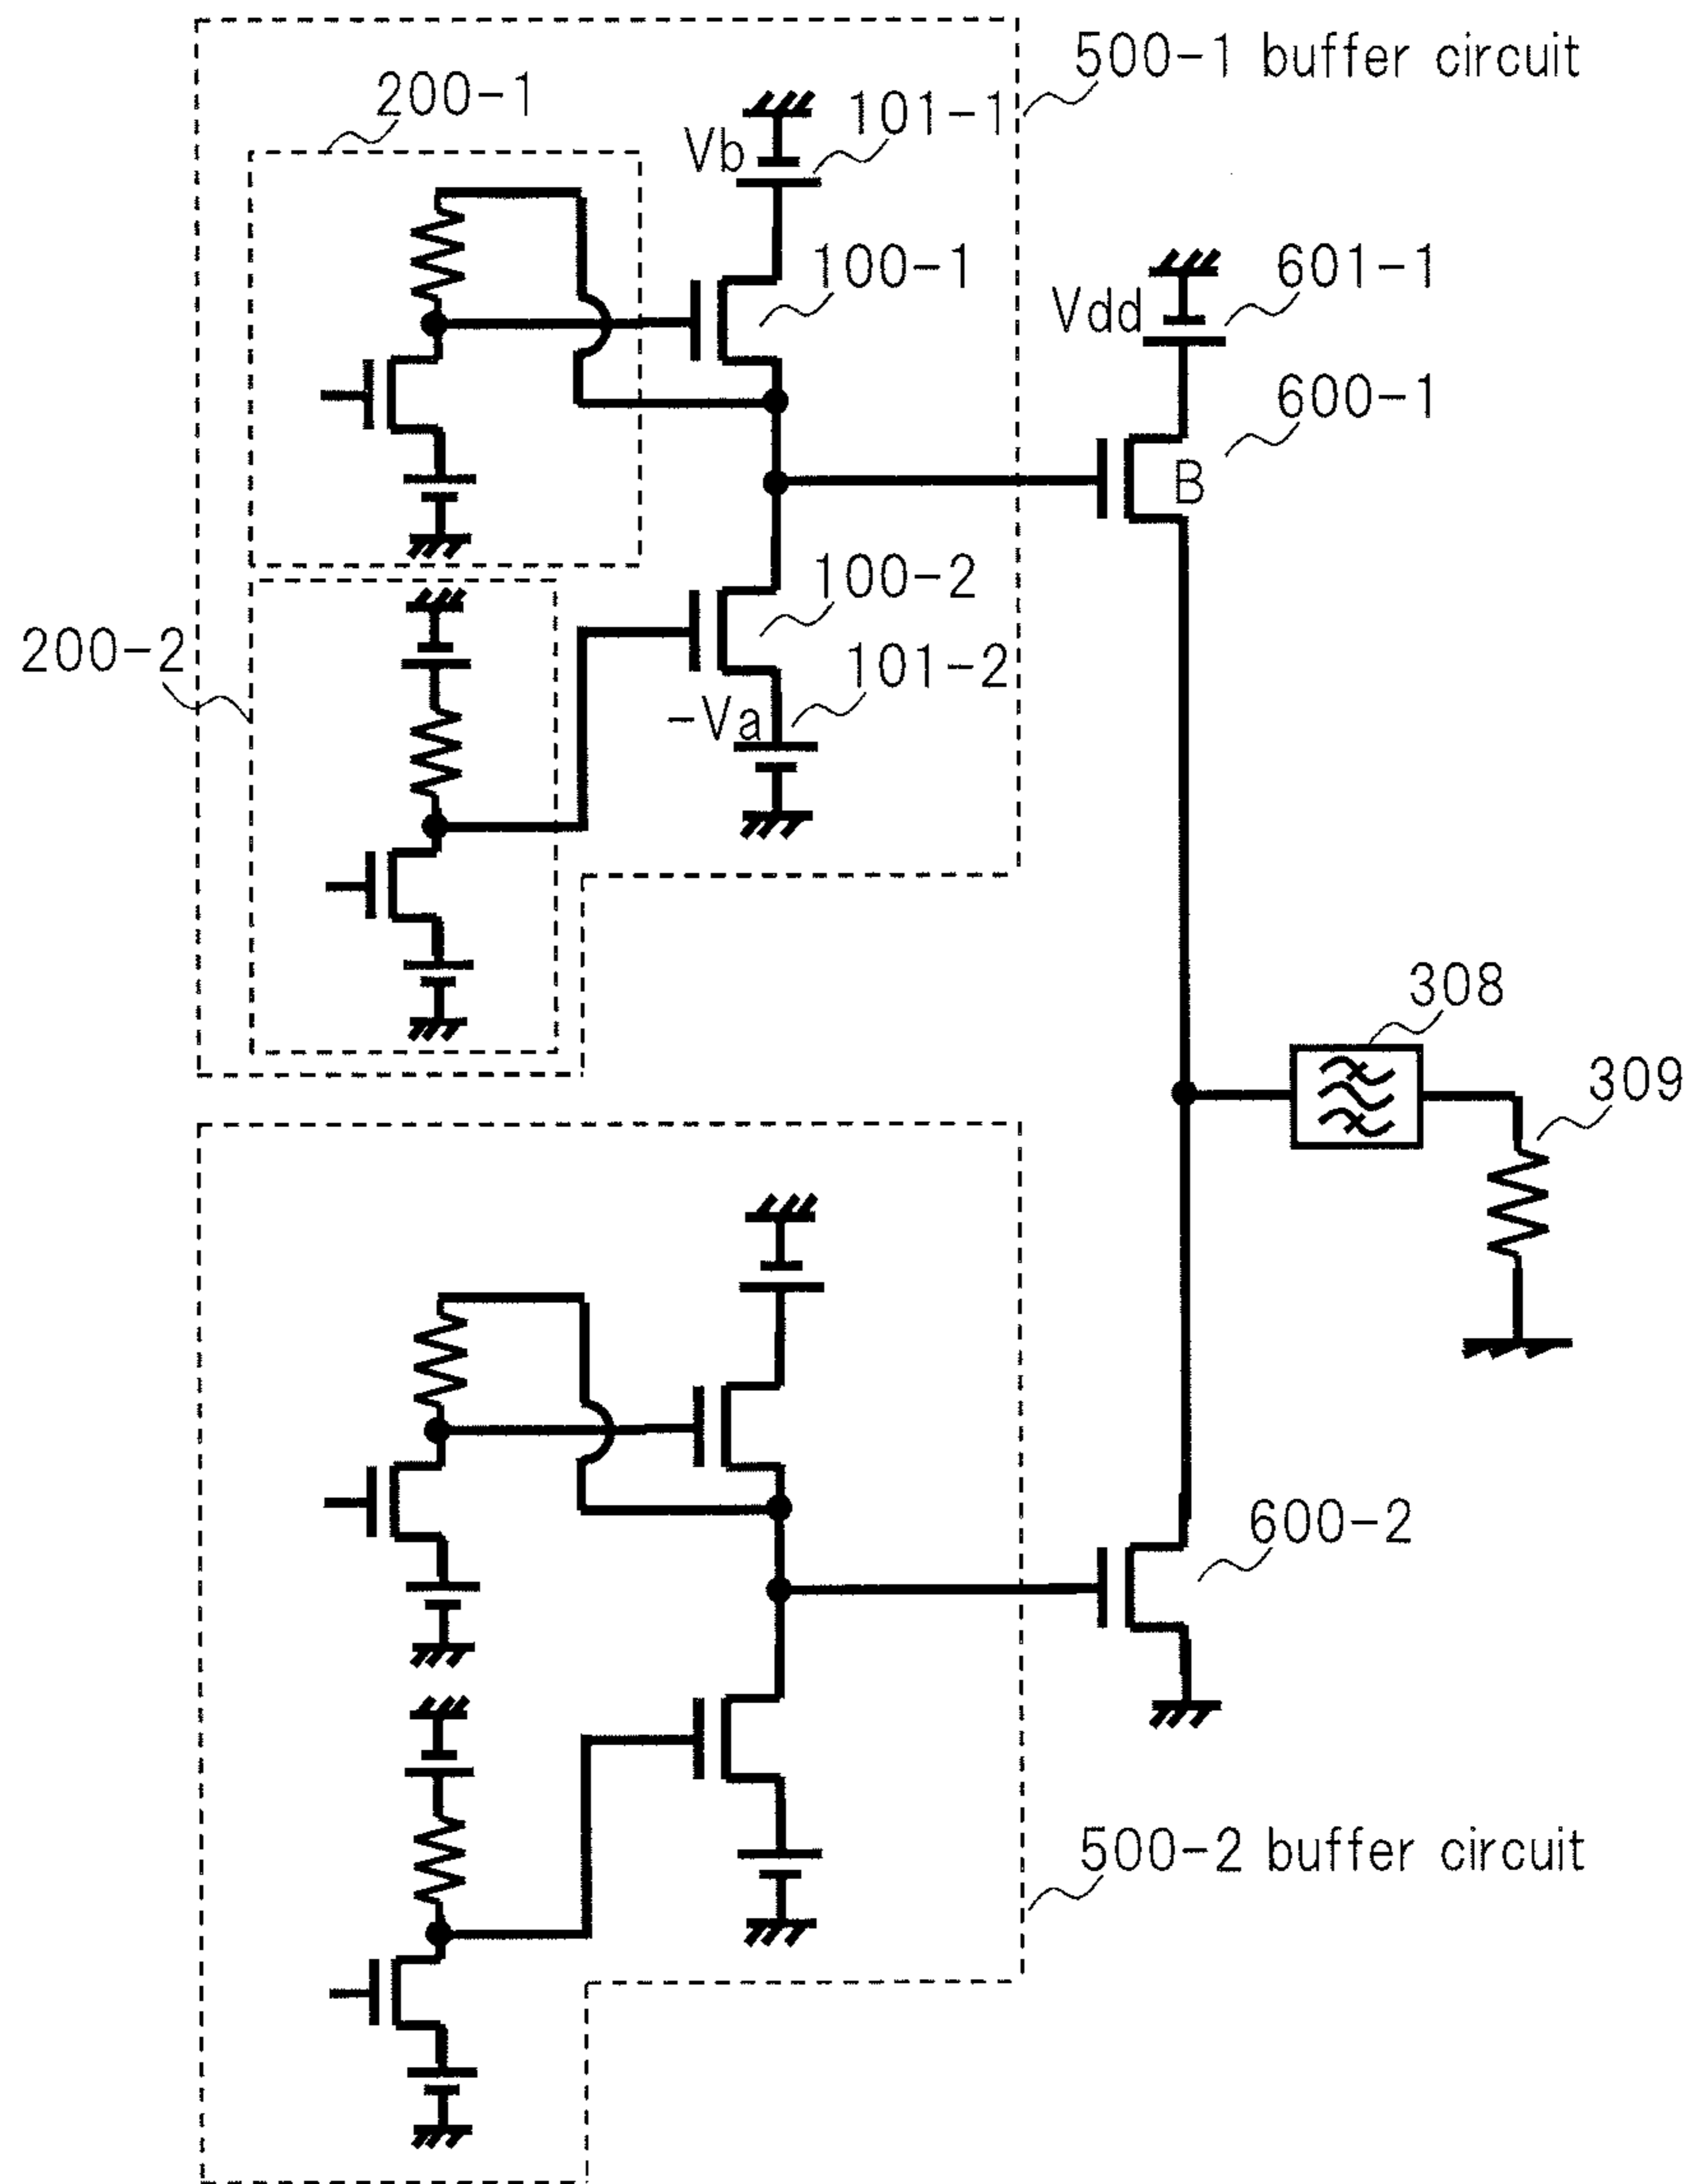 500-1 buffer circuit
200-1
101-1
Vb
100-1
601-1
Vdd
600-1
B
100-2
200-2
101-2
-Va
308
309
600-2
500-2 buffer circuit